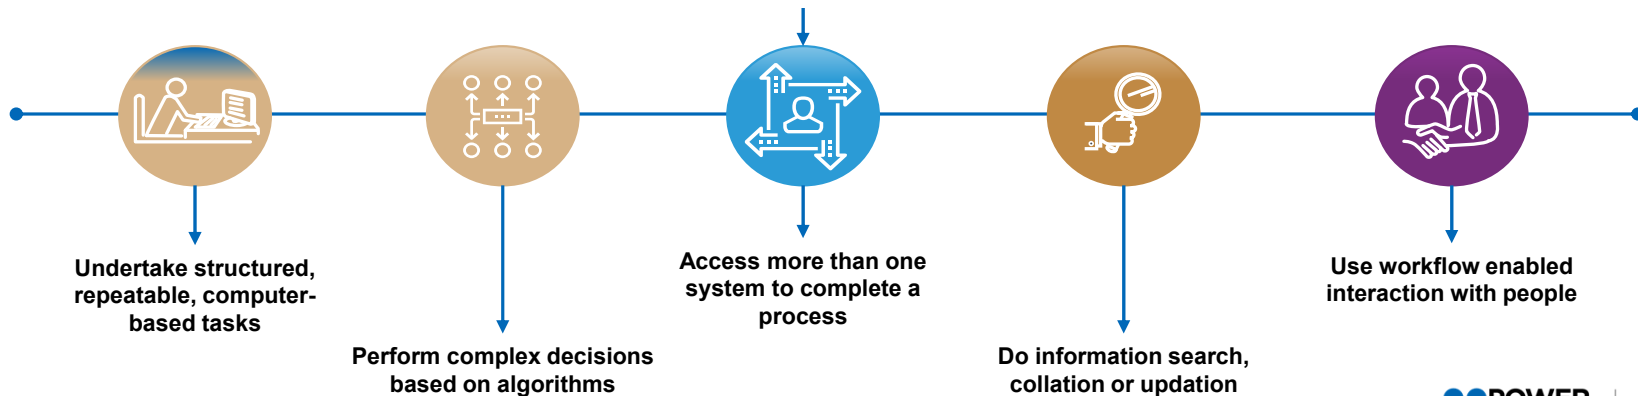 Undertake structured,
repeatable, computer-
based tasks
Perform complex decisions
based on algorithms
Access more than one
system to complete a
process
Do information search,
collation or updation
Use workflow enabled
interaction with people
POWER